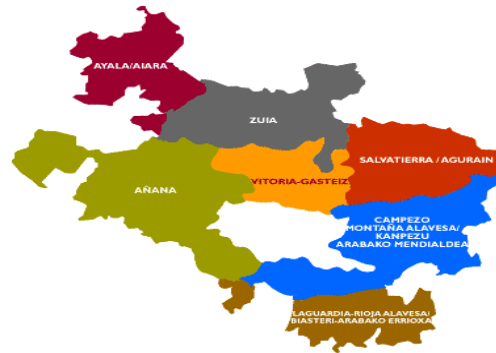 AYALA/AIARA
ZUIA
SALVATIERRA / AGURAIN
VITORIA-GASTEIZ
AÑANA
CAMPEZO
MONTAÑA ALAVESA/
KANPEZU
ARABAKO MENDIALDEA
LAGUARDIA-RIOJA ALAVESA/
BIASTERI-ARABAKO ERRIOXA